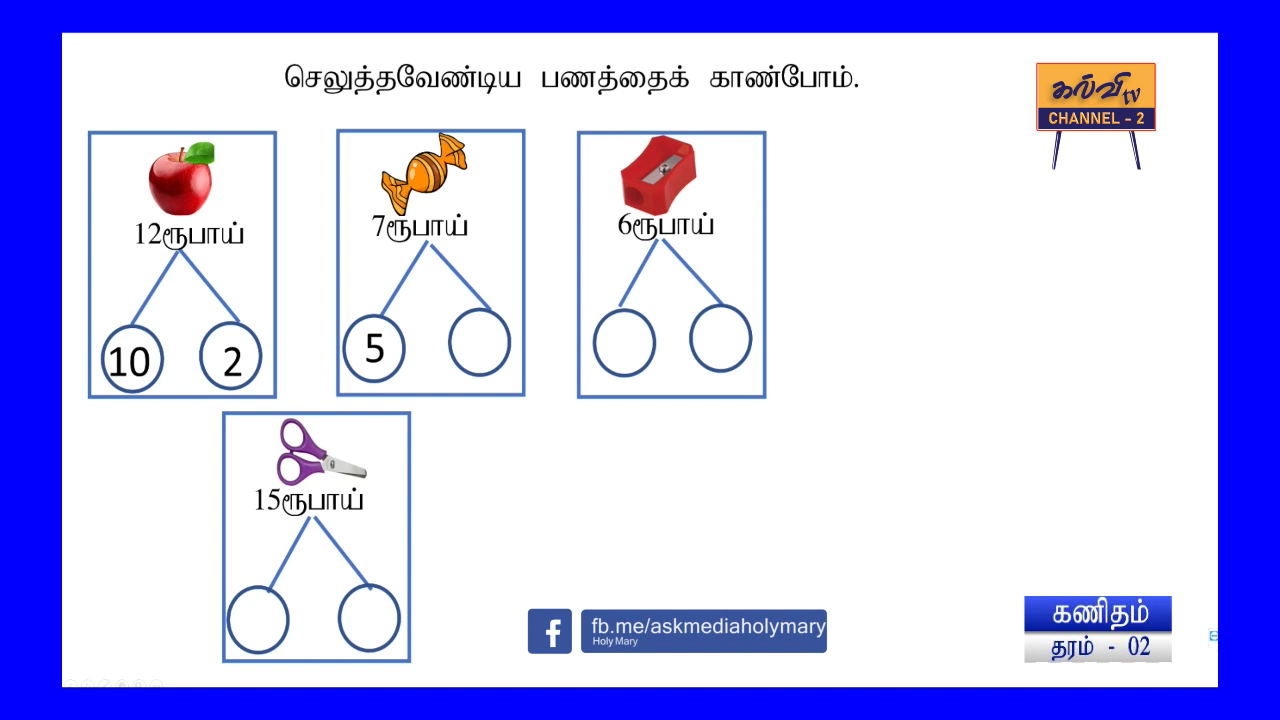 செலுத்தவேண்டிய பணத்தைக் காண்போம்.
கல்வி tv
CHANNEL - 2
12ரூபாய்
10 2
7ரூபாய்
5
6ரூபாய்
15ரூபாய்
f fb.me/askmediaholymary
Holy Mary
கணிதம்
தரம் - 02